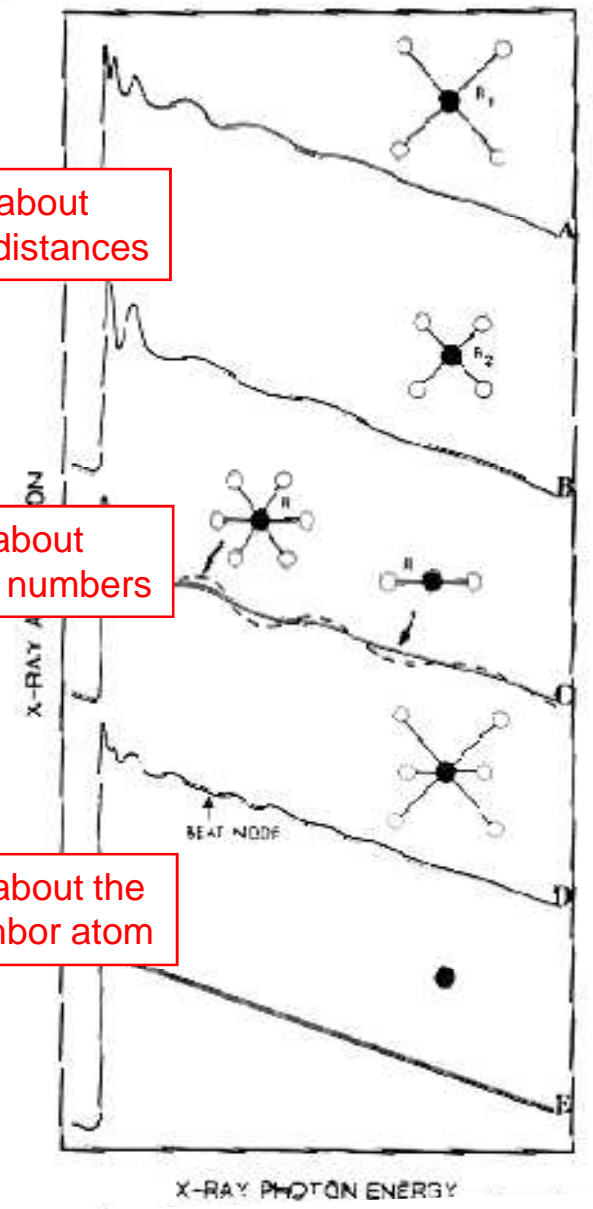 R1
A
about
distances
R2
B
X-RAY A
ON
R
R
about
numbers
C
BEAT NODE
D
about the
nbor atom
E
X-RAY PHOTON ENERGY